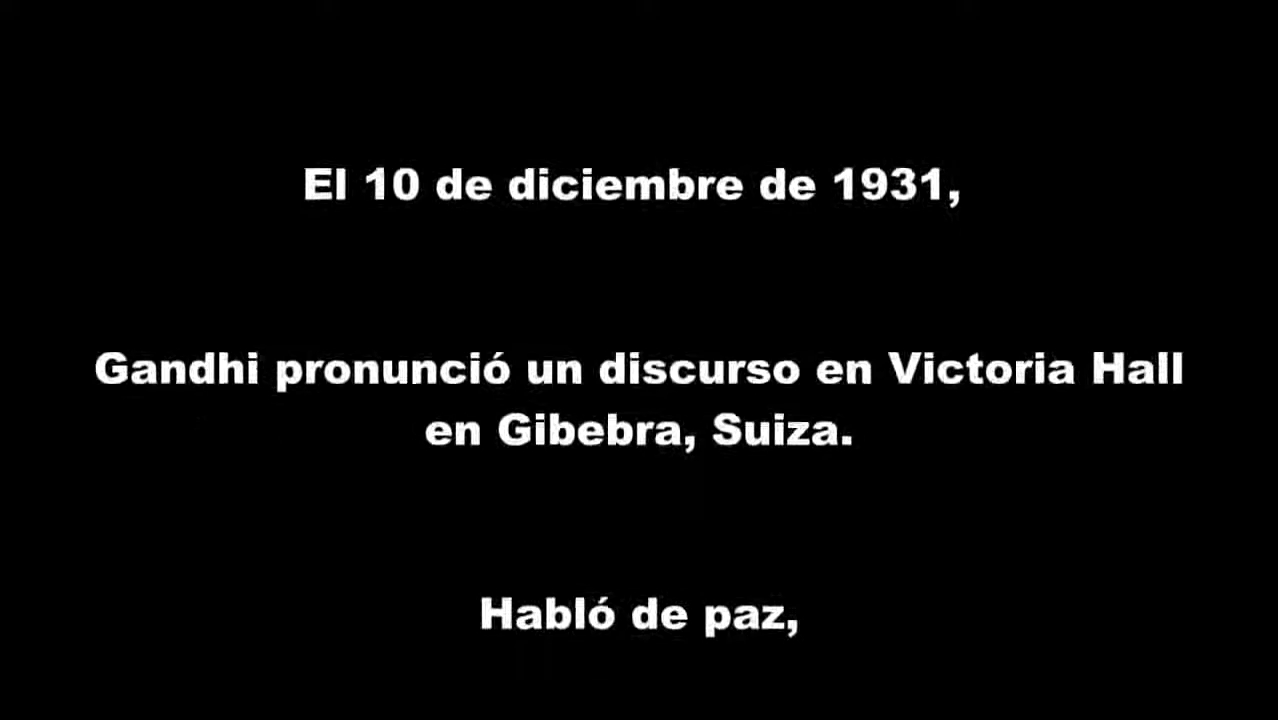 El 10 de diciembre de 1931,
Gandhi pronunció un discurso en Victoria Hall
en Gibebra, Suiza.
Habló de paz,